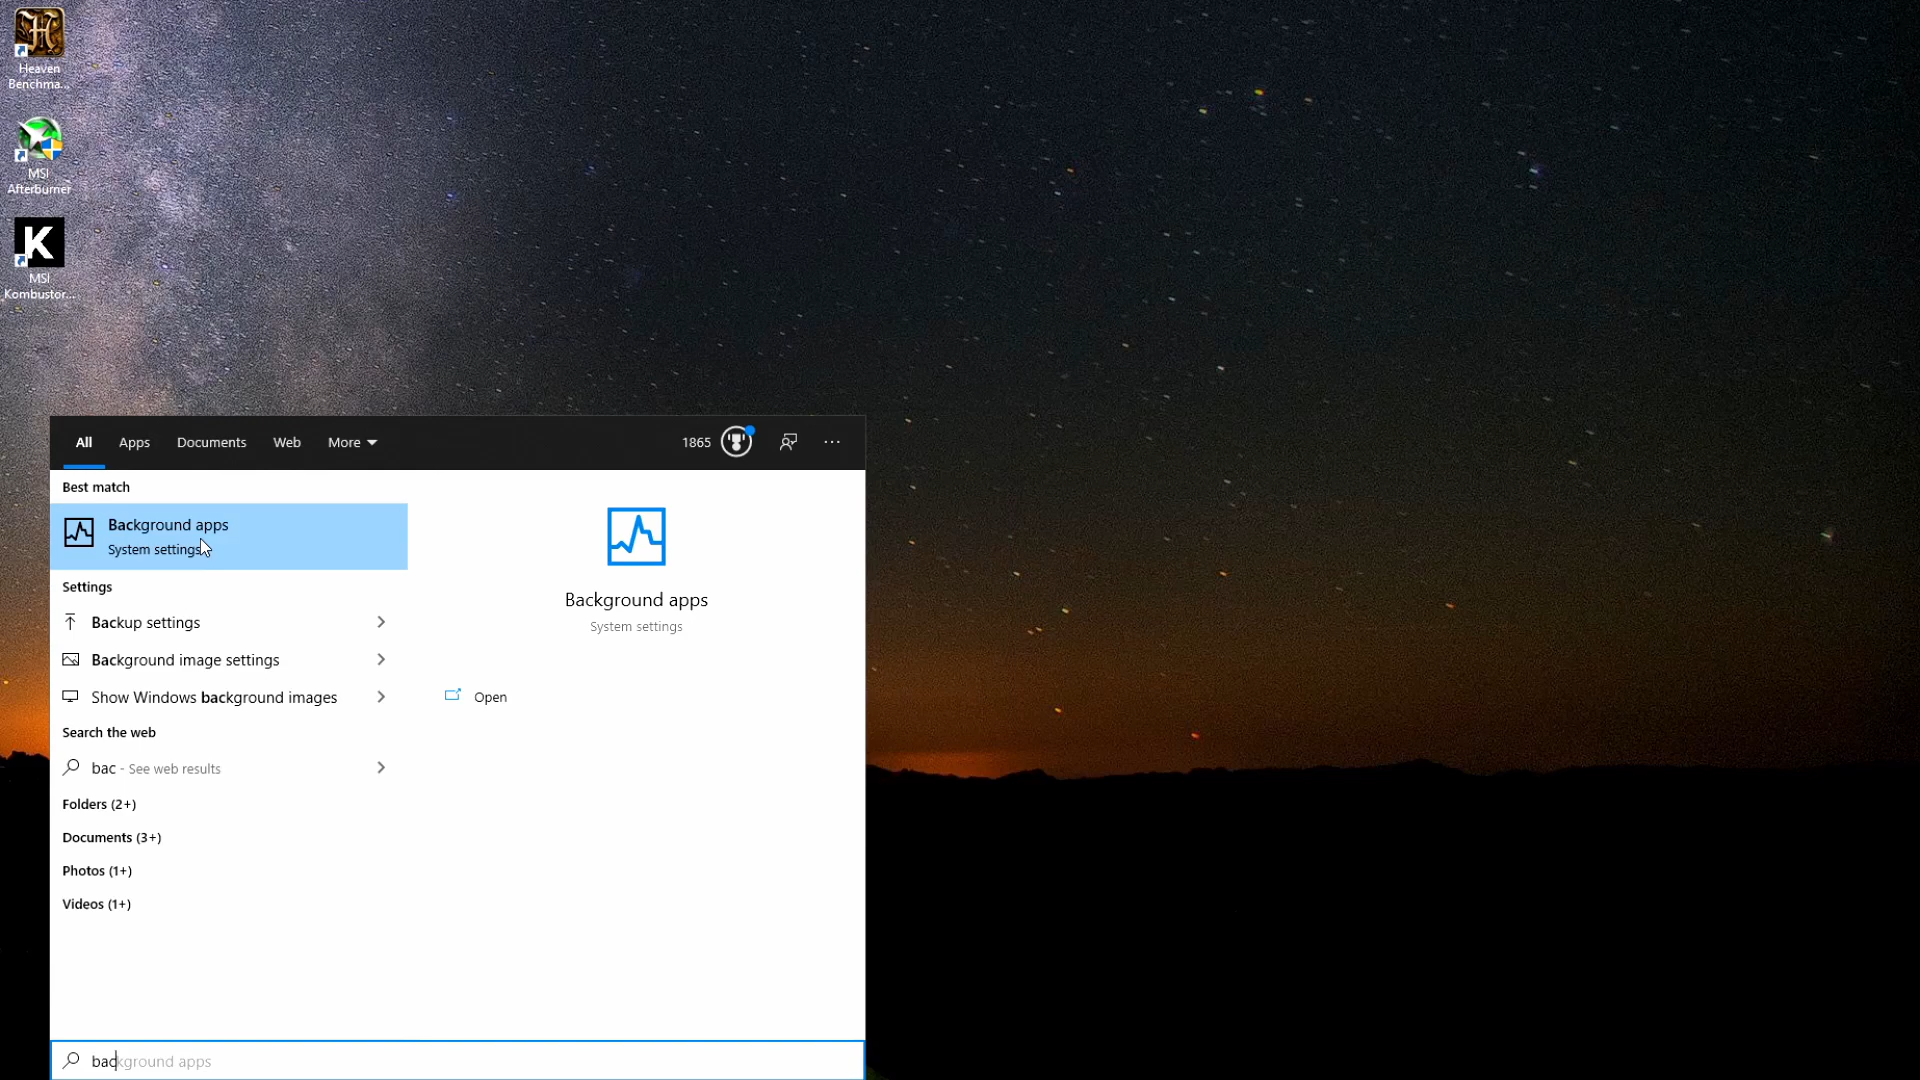 Heaven
Benchma...
MSI
Afterburner
K
MSI
Kombustor...
All
Apps
Documents
Web
More
1865
Best match
Background apps
System settings
Settings
Backup settings
Background image settings
Show Windows background images
Search the web
bac - See web results
Folders (2+)
Documents (3+)
Photos (1+)
Videos (1+)
Background apps
System settings
Open
background apps